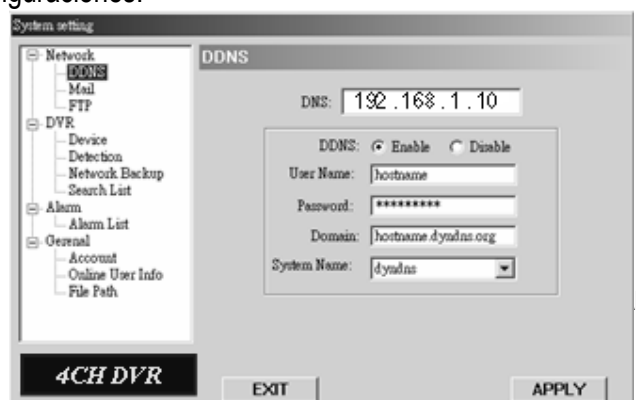 iguraciones.
System setting
Network
DDNS
Mail
FTP
DVR
Device
Detection
Network Backup
Search List
Alarm
Alarm List
Gerenal
Account
Online User Info
File Path
4CH DVR
DDNS
DNS: 192.168.1.10
DDNS: Enable Disable
User Name: hostname
Password: *********
Domain: hostname.dyndns.org
System Name: dyndns
EXIT APPLY